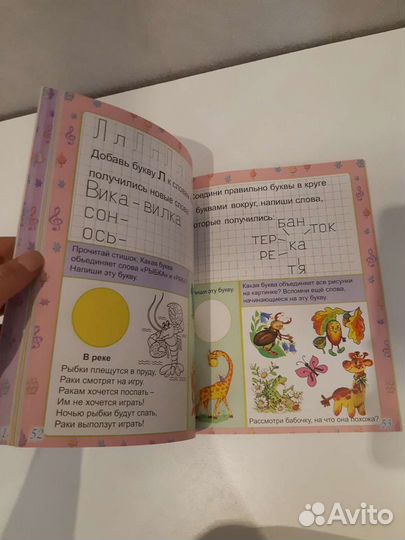 Л Л
Добавь букву Л к словам
получились новые слова
Вика - вилка
сон -
ось -
Прочитай стишок. Какая буква
объединяет слова «РЫБКА» и
Напиши эту букву.
В реке
Рыбки плещутся в пруду,
Раки смотрят на игру.
Ракам хочется поспать –
Им не хочется играть!
Ночью рыбки будут спать,
Раки выползут играть!
52
соедини правильно буквы в круге
буквами вокруг, напиши слова,
которые получились:
БАН ТОК
ТЕР КА
РЕ
ТЯ
эту букву.
Какая буква объединяет все рисунки
на картинке? Вспомни ещё слова,
начинающиеся на эту букву.
Рассмотри бабочку, на что она похожа?
53
Avito